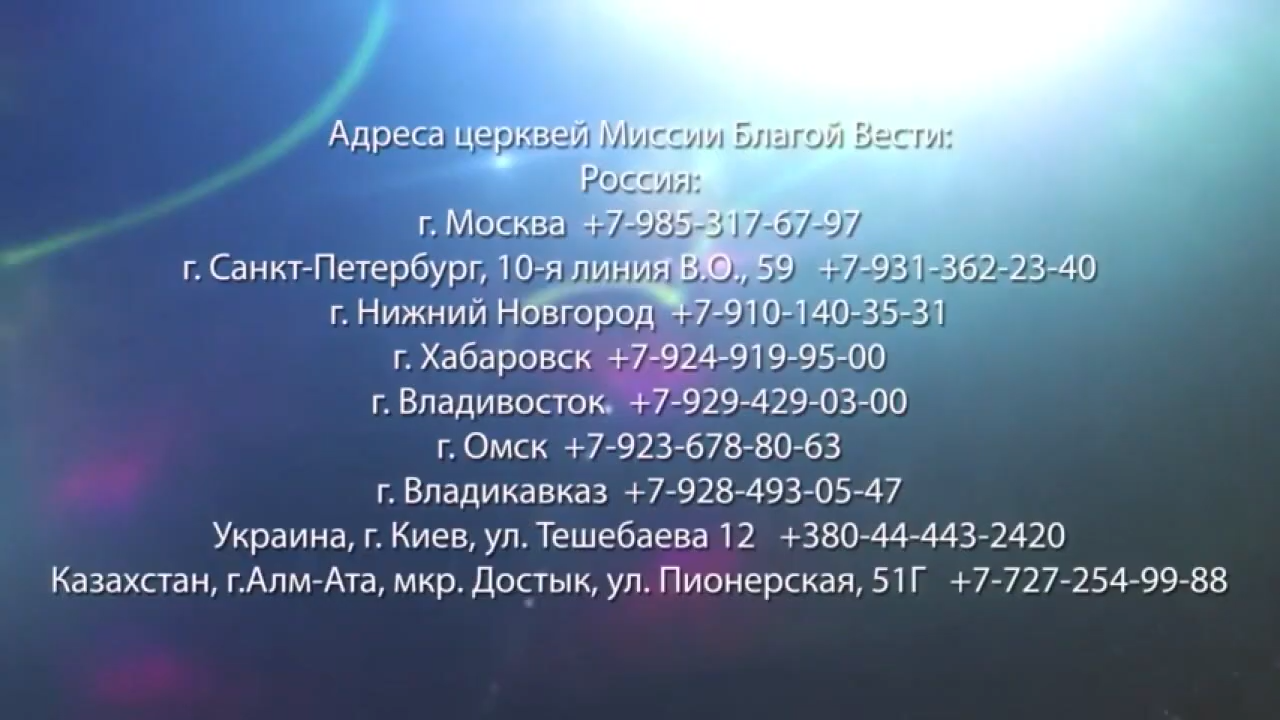 Адреса церквей Миссии Благой Вести:
Россия:
г. Москва +7-985-317-67-97
г. Санкт-Петербург, 10-я линия В.О., 59 +7-931-362-23-40
г. Нижний Новгород +7-910-140-35-31
г. Хабаровск +7-924-919-95-00
г. Владивосток +7-929-429-03-00
г. Омск +7-923-678-80-63
г. Владикавказ +7-928-493-05-47
Украина, г. Киев, ул. Тешебаева 12 +380-44-443-2420
Казахстан, г.Алм-Ата, мкр. Достык, ул. Пионерская, 51Г +7-727-254-99-88